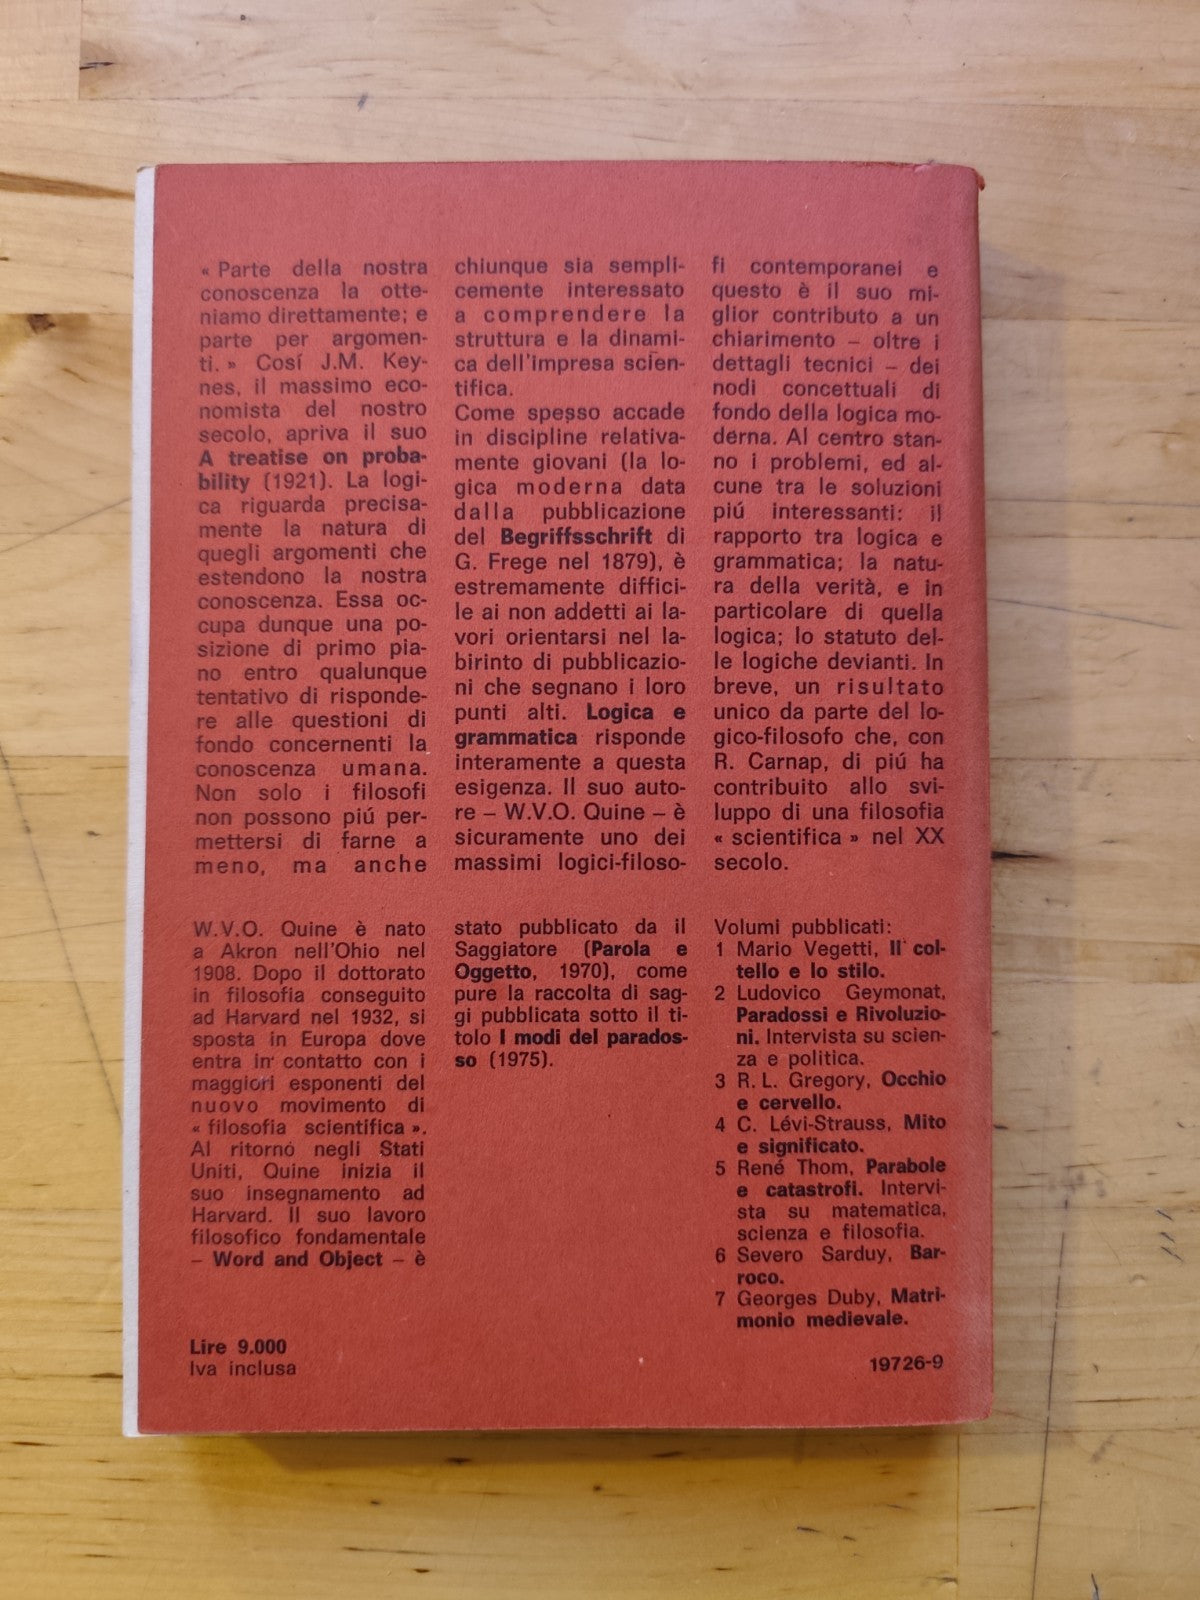 « Parte della nostra
conoscenza la otte-
niamo direttamente; e
parte per argomen-
ti. » Cosí J.M. Key-
nes, il massimo eco-
nomista del nostro
secolo, apriva il suo
A treatise on proba-
bility (1921). La logi-
ca riguarda precisa-
mente la natura di
quegli argomenti che
estendono la nostra
conoscenza. Essa oc-
cupa dunque una po-
sizione di primo pia-
no entro qualunque
tentativo di risponde-
re alle questioni di
fondo concernenti la
conoscenza umana.
Non solo i filosofi
non possono piú per-
mettersi di farne a
meno, ma anche
chiunque sia sempli-
cemente interessato
a comprendere la
struttura e la dinami-
ca dell'impresa scien-
tifica.
Come spesso accade
in discipline relativa-
mente giovani (la lo-
gica moderna data
dalla pubblicazione
del Begriffsschrift di
G. Frege nel 1879), è
estremamente diffici-
le ai non addetti ai la-
vori orientarsi nel la-
birinto di pubblicazio-
ni che segnano i loro
punti alti. Logica e
grammatica risponde
interamente a questa
esigenza. Il suo auto-
re – W.V.O. Quine – è
sicuramente uno dei
massimi logici-filoso-
fi contemporanei e
questo è il suo mi-
glior contributo a un
chiarimento – oltre i
dettagli tecnici – dei
nodi concettuali di
fondo della logica mo-
derna. Al centro stan-
no i problemi, ed al-
cune tra le soluzioni
piú interessanti: il
rapporto tra logica e
grammatica; la natu-
ra della verità, e in
particolare di quella
logica; lo statuto del-
le logiche devianti. In
breve, un risultato
unico da parte del lo-
gico-filosofo che, con
R. Carnap, di piú ha
contribuito allo svi-
luppo di una filosofia
« scientifica » nel XX
secolo.
W.V.O. Quine è nato
a Akron nell'Ohio nel
1908. Dopo il dottorato
in filosofia conseguito
ad Harvard nel 1932, si
sposta in Europa dove
entra in contatto con i
maggiori esponenti del
nuovo movimento di
« filosofia scientifica ».
Al ritorno negli Stati
Uniti, Quine inizia il
suo insegnamento ad
Harvard. Il suo lavoro
filosofico fondamentale
– Word and Object – è
stato pubblicato da il
Saggiatore (Parola e
Oggetto, 1970), come
pure la raccolta di sag-
gi pubblicata sotto il ti-
tolo I modi del parados-
so (1975).
Volumi pubblicati:
1 Mario Vegetti, Il col-
tello e lo stilo.
2 Ludovico Geymonat,
Paradossi e Rivoluzio-
ni. Intervista su scien-
za e politica.
3 R.L. Gregory, Occhio
e cervello.
4 C. Lévi-Strauss, Mito
e significato.
5 René Thom, Parabole
e catastrofi. Intervi-
sta su matematica,
scienza e filosofia.
6 Severo Sarduy, Bar-
roco.
7 Georges Duby, Matri-
monio medievale.
Lire 9.000
Iva inclusa
19726-9